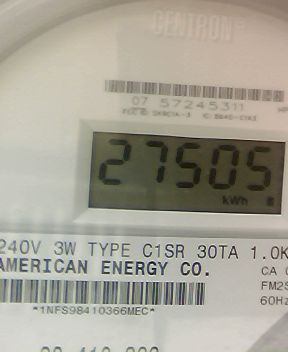 CENTRON
07 57245311
27505
kWh
240V 3W TYPE C1SR 30TA 1.0K
AMERICAN ENERGY CO.
CA
FM2S
60Hz
*1NFS98410366MEC*